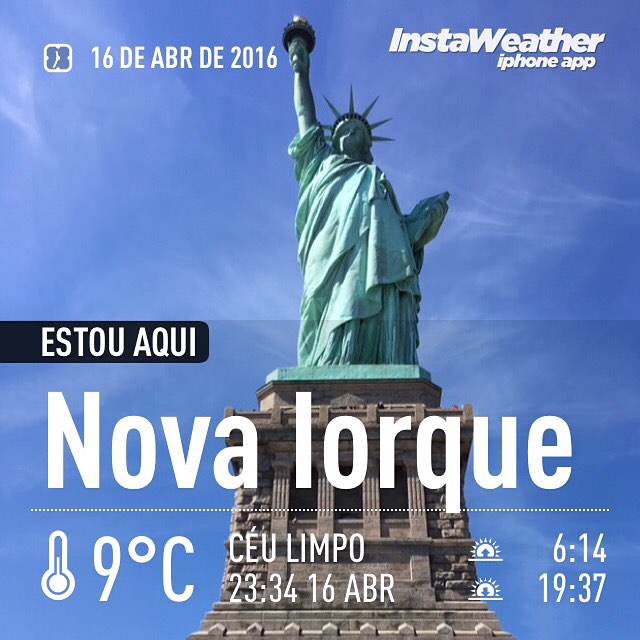 16 DE ABR DE 2016
InstaWeather
iphone app
ESTOU AQUI
Nova Iorque
9°C
CÉU LIMPO
23:34 16 ABR
6:14
19:37